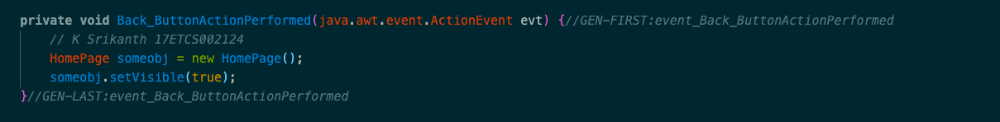 private void Back_ButtonActionPerformed(java.awt.event.ActionEvent evt) {//GEN-FIRST:event_Back_ButtonActionPerformed
    // K Srikanth 17ETCS002124
    HomePage someobj = new HomePage();
    someobj.setVisible(true);
}//GEN-LAST:event_Back_ButtonActionPerformed